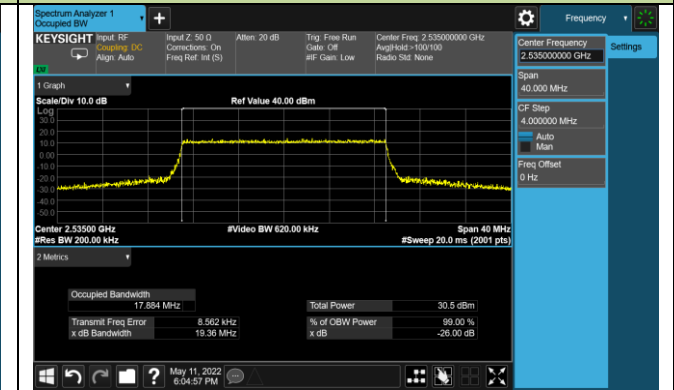 Spectrum Analyzer 1
Occupied BW
Frequency
KEYSIGHT
Input: RF
Coupling: DC
Align: Auto
Input Z: 50 Ω
Corrections: On
Freq Ref: Int (S)
Atten: 20 dB
Trig: Free Run
Gate: Off
#IF Gain: Low
Center Freq: 2.535000000 GHz
Avg|Hold:>100/100
Radio Std: None
LXI
Center Frequency
2.535000000 GHz
Settings
Span
40.000 MHz
CF Step
4.000000 MHz
Auto
Man
Freq Offset
0 Hz
1 Graph
Scale/Div 10.0 dB
Ref Value 40.00 dBm
Log
30.0
20.0
10.0
0.00
-10.0
-20.0
-30.0
-40.0
-50.0
Center 2.53500 GHz
#Video BW 620.00 kHz
Span 40 MHz
#Res BW 200.00 kHz
#Sweep 20.0 ms (2001 pts)
2 Metrics
Occupied Bandwidth
17.884 MHz
Total Power
30.5 dBm
Transmit Freq Error
8.562 kHz
% of OBW Power
99.00 %
x dB Bandwidth
19.36 MHz
x dB
-26.00 dB
May 11, 2022
6:04:57 PM